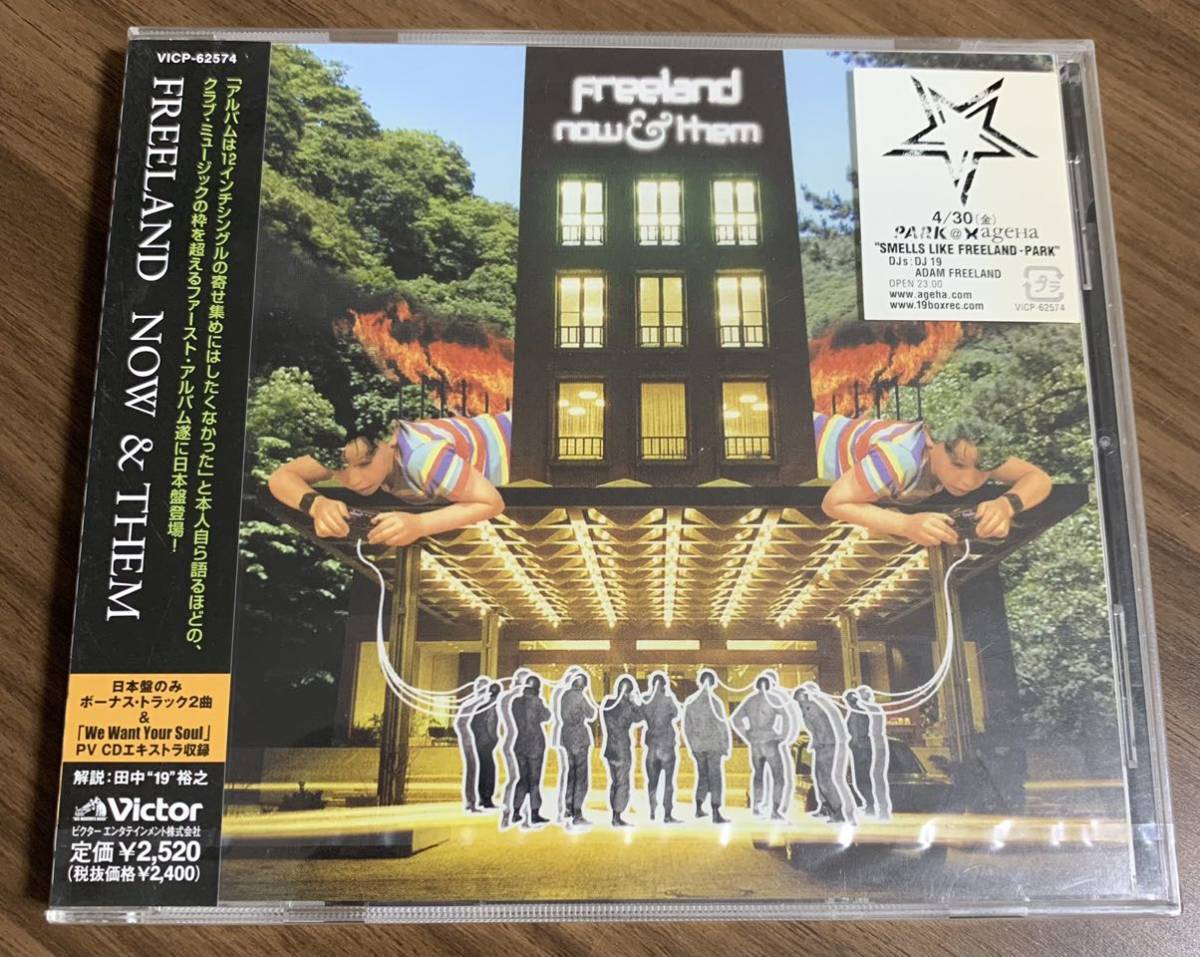 VICP-62574
「アルバムは12インチシングルの寄せ集めにはしたくなかった」と本人自ら語るほどの、
クラブ・ミュージックの枠を超えるファースト・アルバム遂に日本盤登場!
FREELAND NOW & THEM
日本盤のみ
ボーナス・トラック2曲
&
「We Want Your Soul」
PV CDエキストラ収録
解説:田中“19”裕之
Victor
ビクター エンタテインメント株式会社
定価¥2,520
(税抜価格¥2,400)
freeland
now & them
4/30(金)
PARK @ ageHa
"SMELLS LIKE FREELAND-PARK"
DJs: DJ 19
ADAM FREELAND
OPEN 23:00
www.ageha.com
www.19boxrec.com
VICP-62574